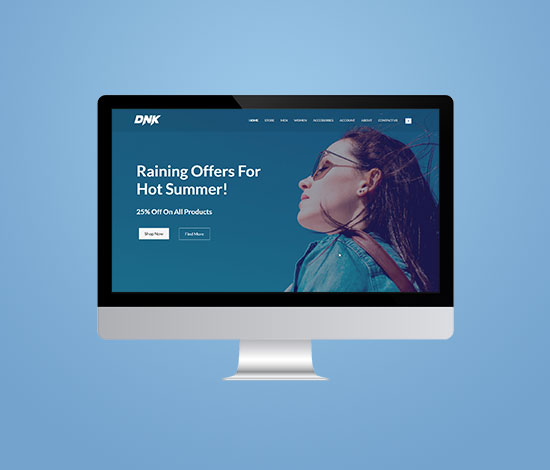 DNK
HOME STORE MEN WOMEN ACCESSORIES ACCOUNT ABOUT CONTACT US
Raining Offers For
Hot Summer!
25% Off On All Products
Shop Now Find More